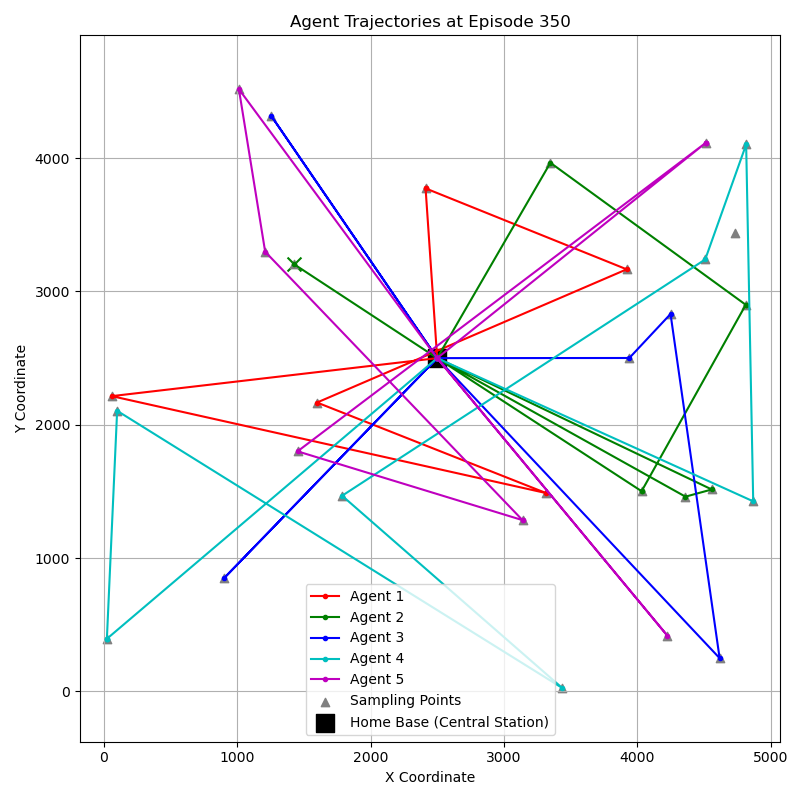 Agent Trajectories at Episode 350
Y Coordinate
4000
3000
2000
1000
0
0
1000
2000
3000
4000
5000
X Coordinate
Agent 1
Agent 2
Agent 3
Agent 4
Agent 5
Sampling Points
Home Base (Central Station)